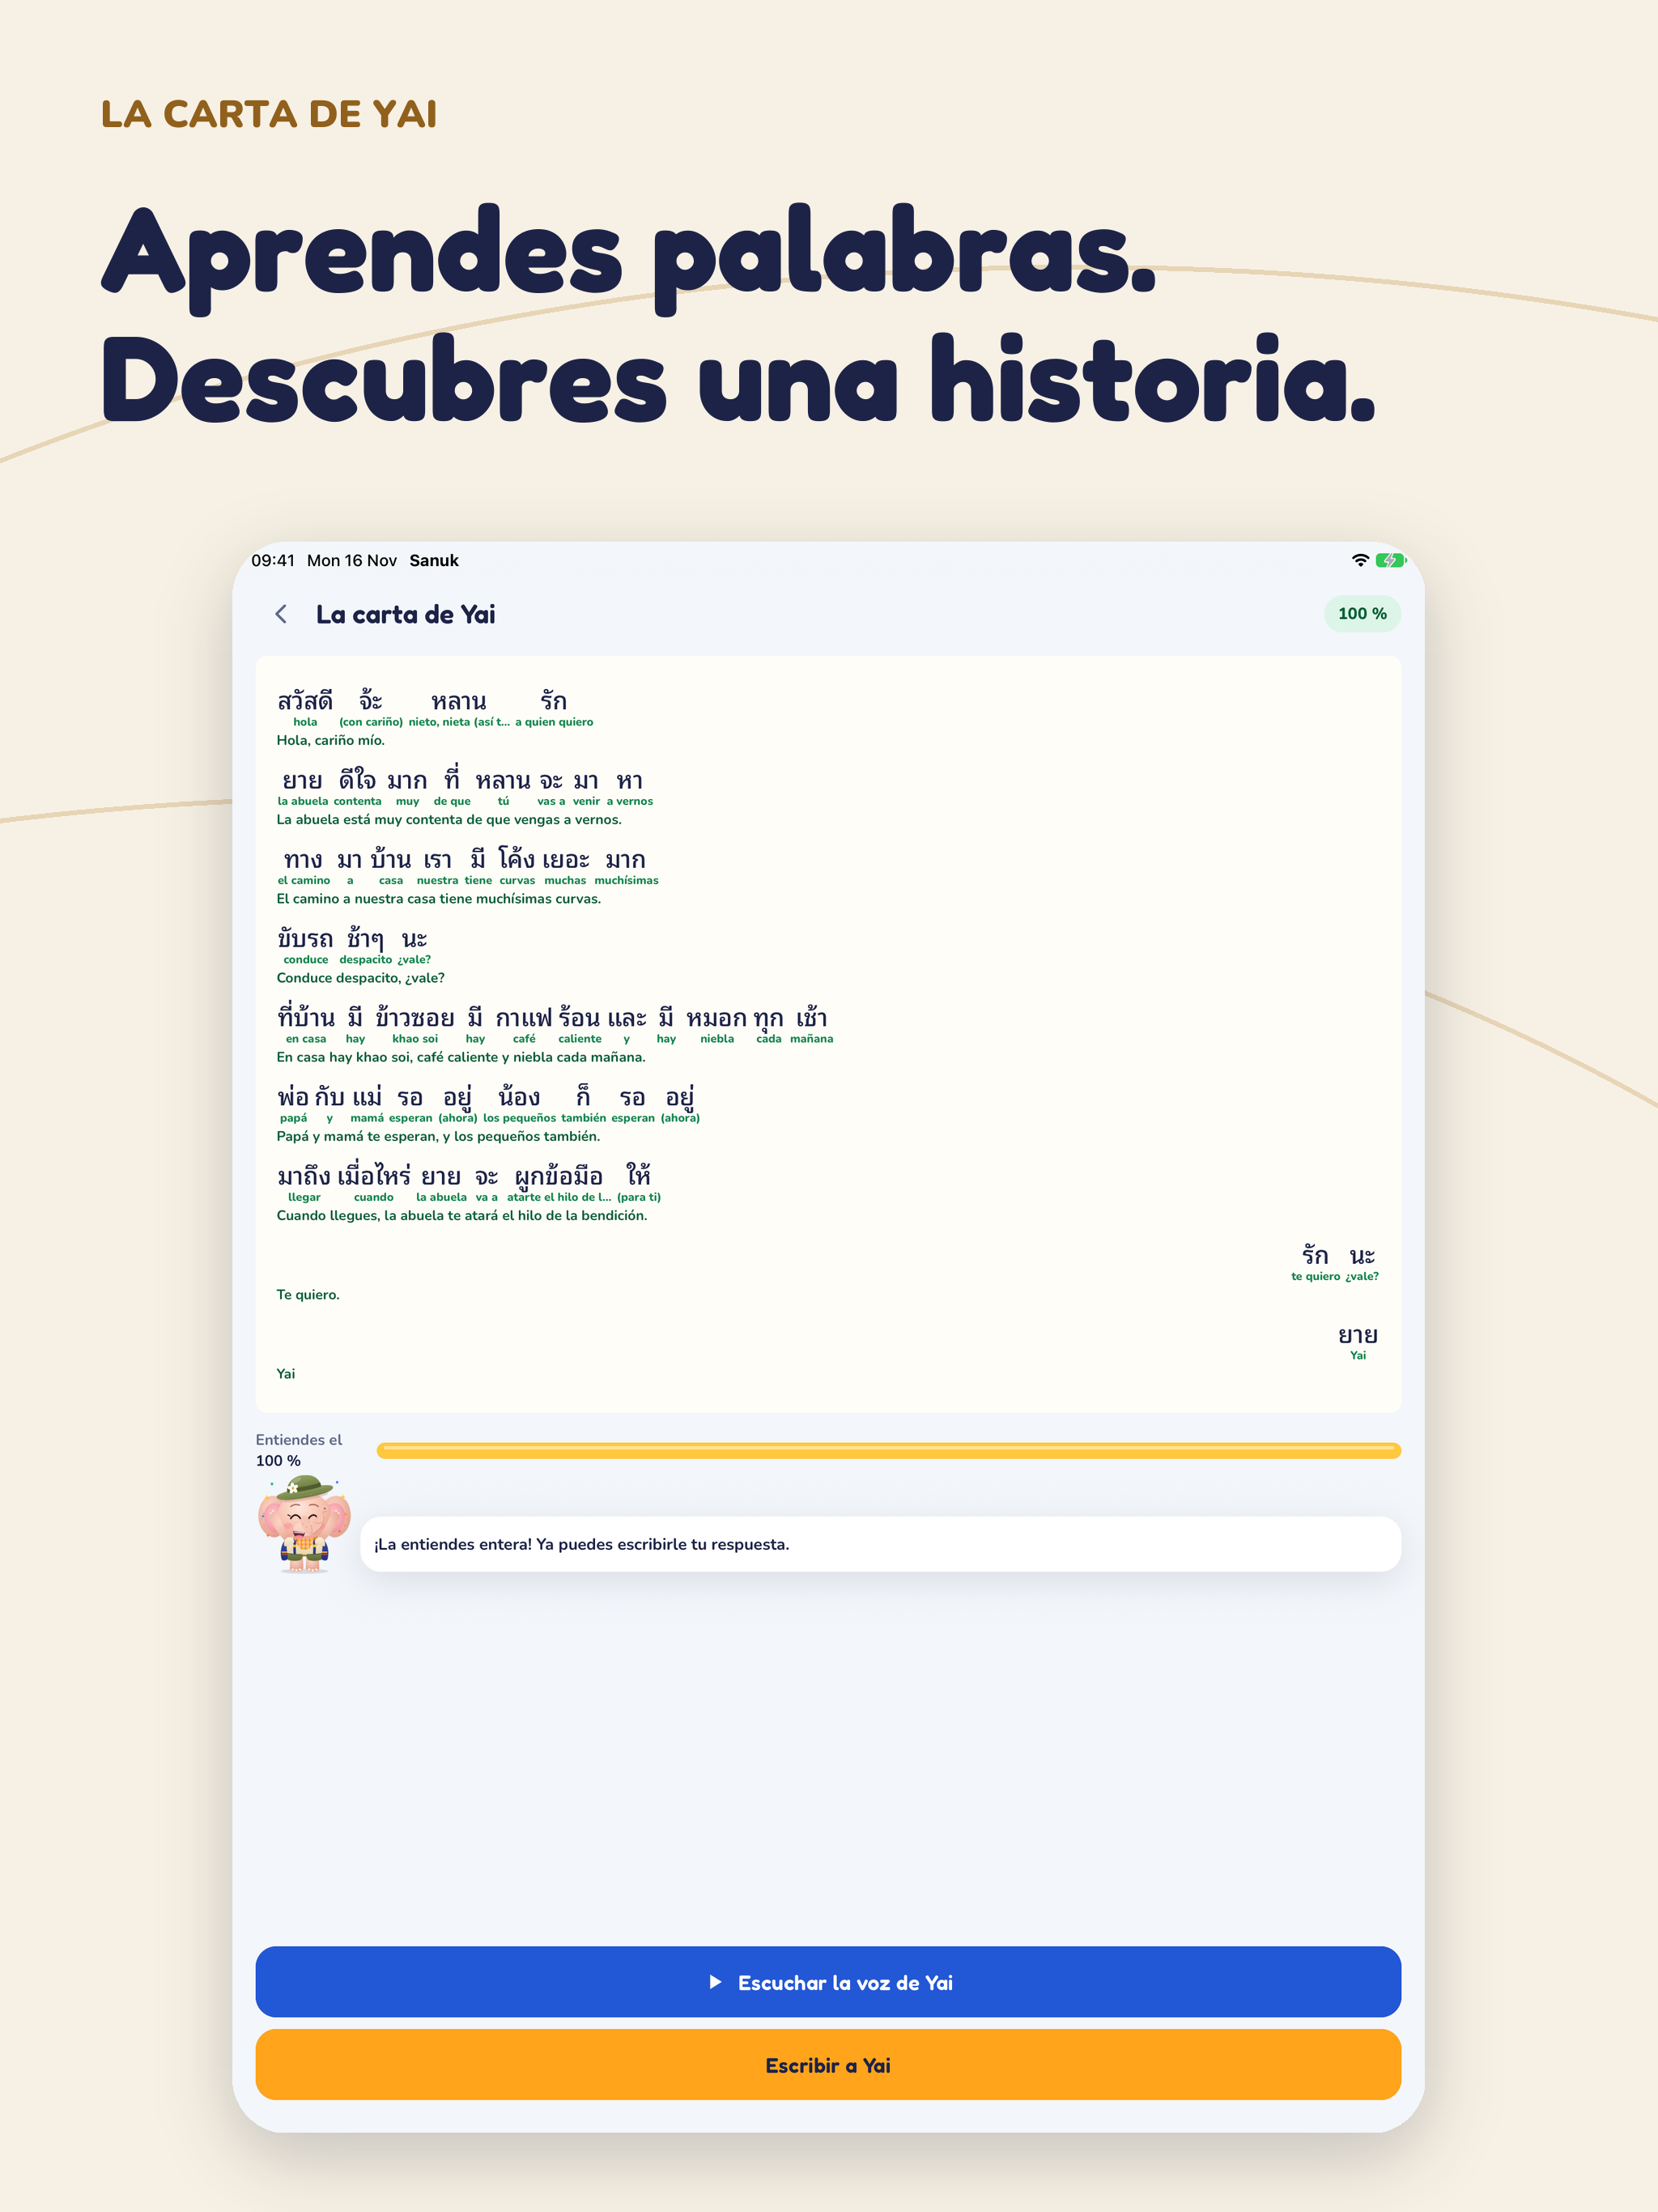 LA CARTA DE YAI
Aprendes palabras.
Descubres una historia.
09:41 Mon 16 Nov Sanuk
La carta de Yai
100 %
สวัสดี จ้ะ หลาน รัก
hola (con cariño) nieto, nieta (así t... a quien quiero
Hola, cariño mío.
ยาย ดีใจ มาก ที่ หลาน จะ มา หา
la abuela contenta muy de que tú vas a venir a vernos
La abuela está muy contenta de que vengas a vernos.
ทาง มา บ้าน เรา มี โค้ง เยอะ มาก
el camino a casa nuestra tiene curvas muchas muchísimas
El camino a nuestra casa tiene muchísimas curvas.
ขับรถ ช้าๆ นะ
conduce despacito ¿vale?
Conduce despacito, ¿vale?
ที่บ้าน มี ข้าวซอย มี กาแฟ ร้อน และ มี หมอก ทุก เช้า
en casa hay khao soi hay café caliente y hay niebla cada mañana
En casa hay khao soi, café caliente y niebla cada mañana.
พ่อ กับ แม่ รอ อยู่ น้อง ก็ รอ อยู่
papá y mamá esperan (ahora) los pequeños también esperan (ahora)
Papá y mamá te esperan, y los pequeños también.
มาถึง เมื่อไหร่ ยาย จะ ผูกข้อมือ ให้
llegar cuando la abuela va a atarte el hilo de l... (para ti)
Cuando llegues, la abuela te atará el hilo de la bendición.
รัก นะ
te quiero ¿vale?
Te quiero.
ยาย
Yai
Yai
Entiendes el
100 %
¡La entiendes entera! Ya puedes escribirle tu respuesta.
Escuchar la voz de Yai
Escribir a Yai